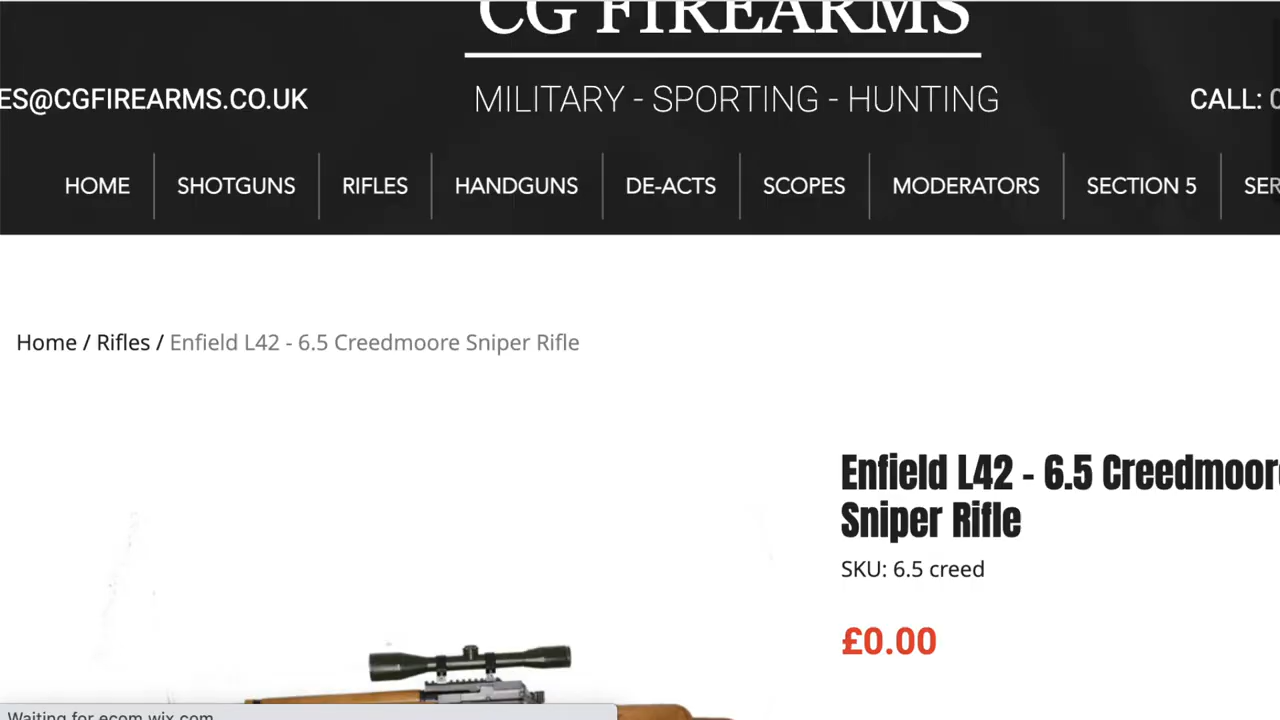 CG FIREARMS
ES@CGFIREARMS.CO.UK
MILITARY - SPORTING - HUNTING
CALL: 0
HOME
SHOTGUNS
RIFLES
HANDGUNS
DE-ACTS
SCOPES
MODERATORS
SECTION 5
SER
Home / Rifles / Enfield L42 - 6.5 Creedmoore Sniper Rifle
Enfield L42 - 6.5 Creedmoore
Sniper Rifle
SKU: 6.5 creed
£0.00
Waiting for ecom.wix.com